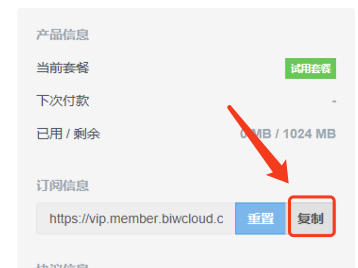 产品信息
当前套餐 试用套餐
下次付款 -
已用 / 剩余 0 MB / 1024 MB
订阅信息
https://vip.member.biwcloud.c 重置 复制